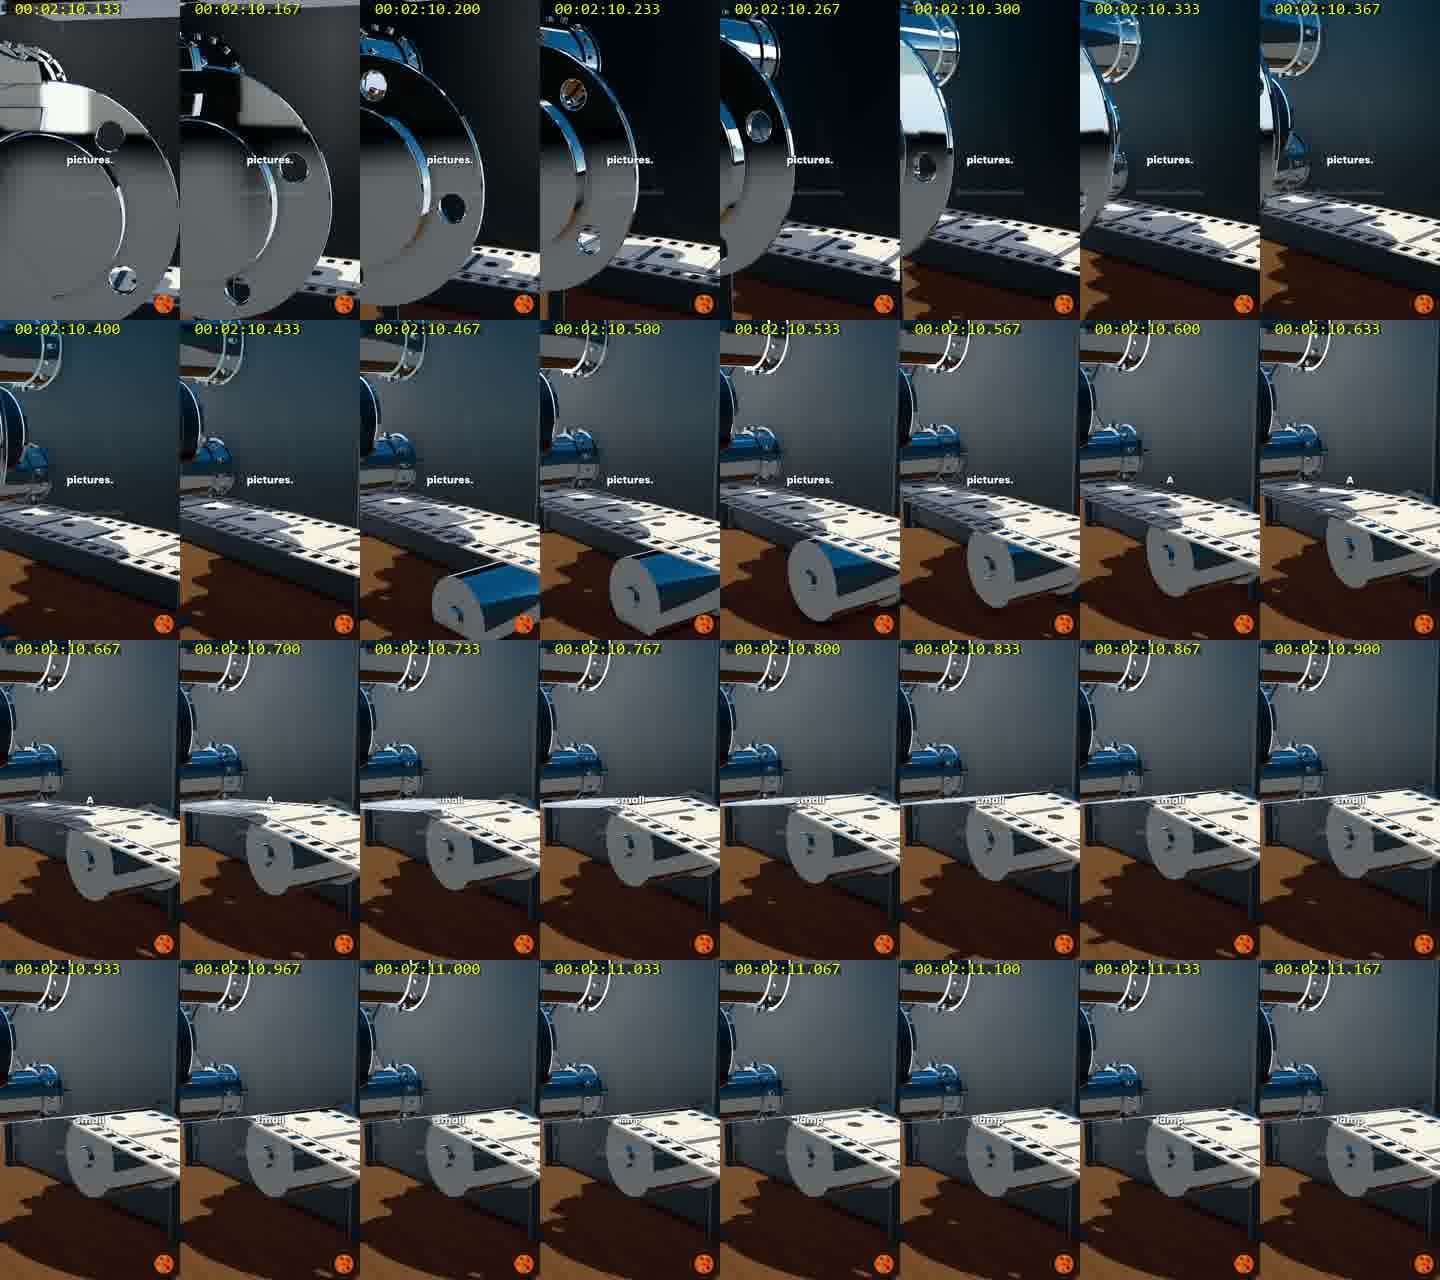 00:02:10.133 00:02:10.167 00:02:10.200 00:02:10.233 00:02:10.267 00:02:10.300 00:02:10.333 00:02:10.367
pictures. pictures. pictures. pictures. pictures. pictures. pictures. pictures.
00:02:10.400 00:02:10.433 00:02:10.467 00:02:10.500 00:02:10.533 00:02:10.567 00:02:10.600 00:02:10.633
pictures. pictures. pictures. pictures. pictures. pictures. A A
00:02:10.667 00:02:10.700 00:02:10.733 00:02:10.767 00:02:10.800 00:02:10.833 00:02:10.867 00:02:10.900
A A small small small small small small
00:02:10.933 00:02:10.967 00:02:11.000 00:02:11.033 00:02:11.067 00:02:11.100 00:02:11.133 00:02:11.167
small small small lamp lamp lamp lamp lamp